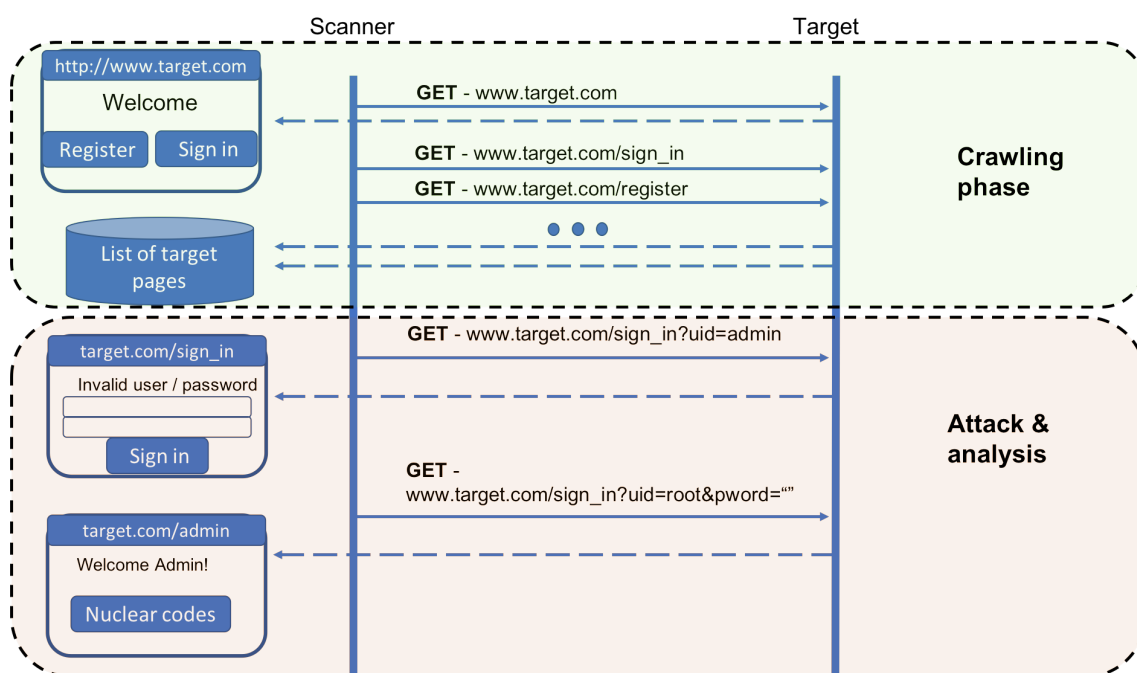 Scanner
Target
http://www.target.com
Welcome
Register
Sign in
GET - www.target.com
GET - www.target.com/sign_in
GET - www.target.com/register
List of target
pages
Crawling
phase
target.com/sign_in
Invalid user / password
Sign in
GET - www.target.com/sign_in?uid=admin
GET -
www.target.com/sign_in?uid=root&pword=“”
target.com/admin
Welcome Admin!
Nuclear codes
Attack &
analysis